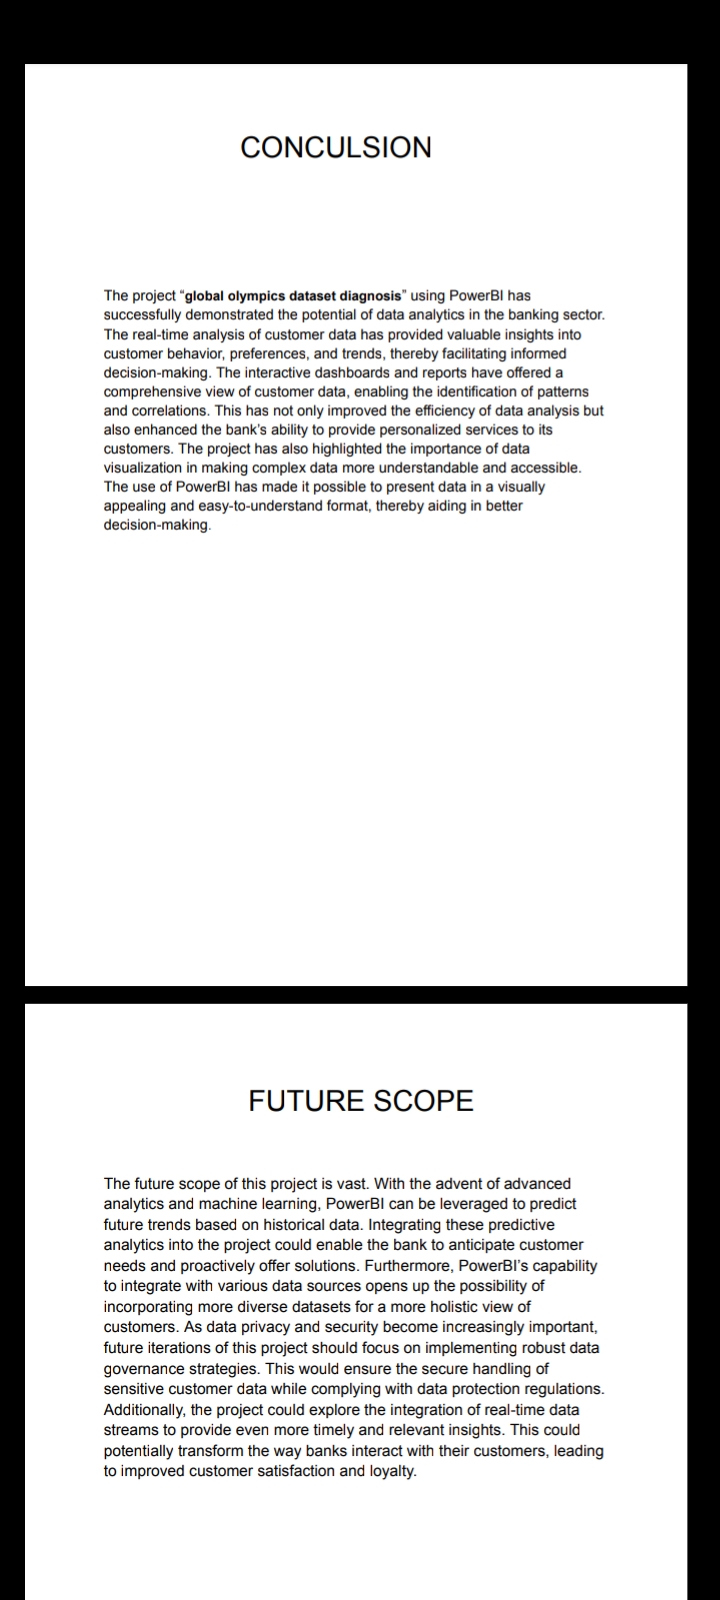 CONCULSION
The project “global olympics dataset diagnosis” using PowerBI has
successfully demonstrated the potential of data analytics in the banking sector.
The real-time analysis of customer data has provided valuable insights into
customer behavior, preferences, and trends, thereby facilitating informed
decision-making. The interactive dashboards and reports have offered a
comprehensive view of customer data, enabling the identification of patterns
and correlations. This has not only improved the efficiency of data analysis but
also enhanced the bank’s ability to provide personalized services to its
customers. The project has also highlighted the importance of data
visualization in making complex data more understandable and accessible.
The use of PowerBI has made it possible to present data in a visually
appealing and easy-to-understand format, thereby aiding in better
decision-making.
FUTURE SCOPE
The future scope of this project is vast. With the advent of advanced
analytics and machine learning, PowerBI can be leveraged to predict
future trends based on historical data. Integrating these predictive
analytics into the project could enable the bank to anticipate customer
needs and proactively offer solutions. Furthermore, PowerBI’s capability
to integrate with various data sources opens up the possibility of
incorporating more diverse datasets for a more holistic view of
customers. As data privacy and security become increasingly important,
future iterations of this project should focus on implementing robust data
governance strategies. This would ensure the secure handling of
sensitive customer data while complying with data protection regulations.
Additionally, the project could explore the integration of real-time data
streams to provide even more timely and relevant insights. This could
potentially transform the way banks interact with their customers, leading
to improved customer satisfaction and loyalty.